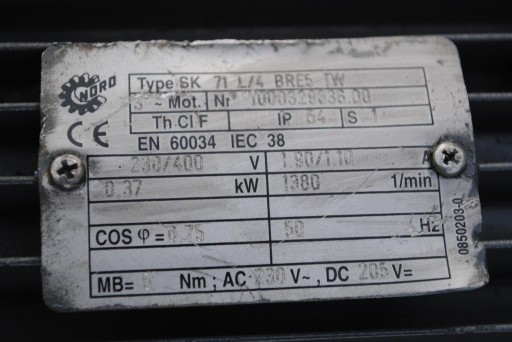 NORD
Type SK 71 L/4 BRE5 TW
3 ~ Mot. Nr
Th.Cl F IP 54 S 1
EN 60034 IEC 38
230/400 V 1.90/1.10 A
0.37 kW 1380 1/min
COS φ = 0.75 50 Hz
MB= 5 Nm ; AC 230 V~ , DC 205 V=
0850203-0
CE